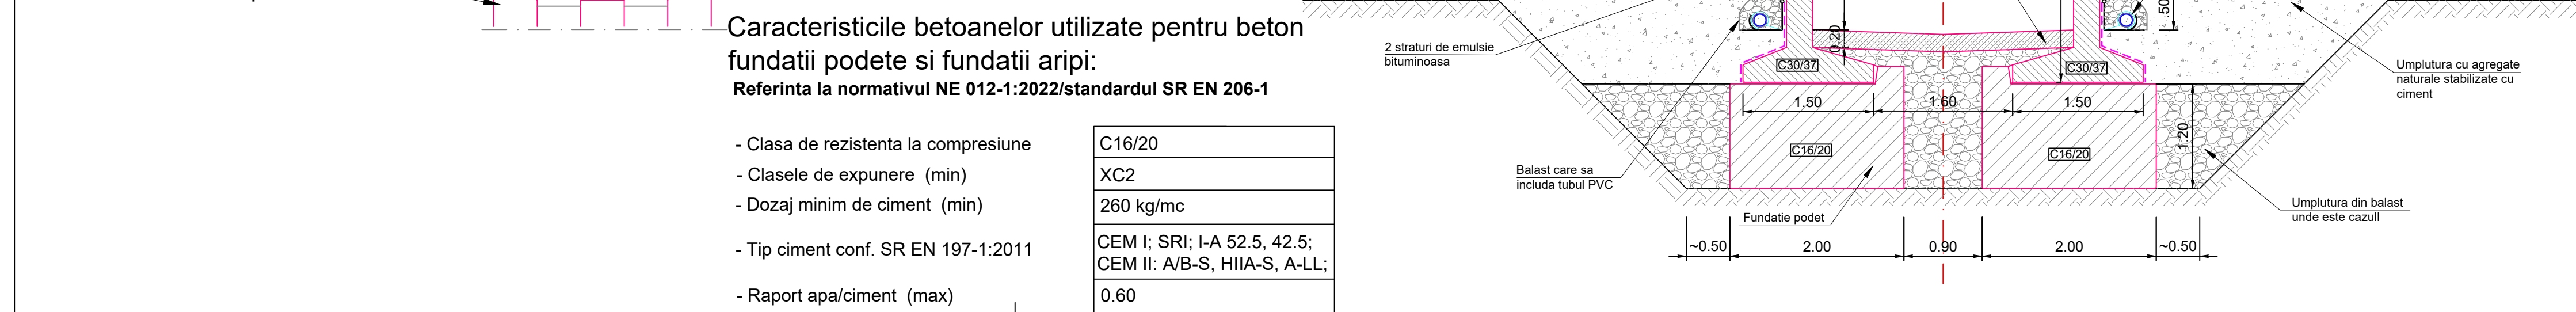 Caracteristicile betoanelor utilizate pentru beton
fundatii podete si fundatii aripi:
Referinta la normativul NE 012-1:2022/standardul SR EN 206-1
- Clasa de rezistenta la compresiune
C16/20
- Clasele de expunere (min)
XC2
- Dozaj minim de ciment (min)
260 kg/mc
- Tip ciment conf. SR EN 197-1:2011
CEM I; SRI; I-A 52.5, 42.5;
CEM II: A/B-S, HIIA-S, A-LL;
- Raport apa/ciment (max)
0.60
2 straturi de emulsie
bituminoasa
0.20
.50
C30/37
C30/37
Umplutura cu agregate
naturale stabilizate cu
ciment
1.50
1.60
1.50
1.20
C16/20
C16/20
Balast care sa
includa tubul PVC
Fundatie podet
Umplutura din balast
unde este cazull
~0.50
2.00
0.90
2.00
~0.50